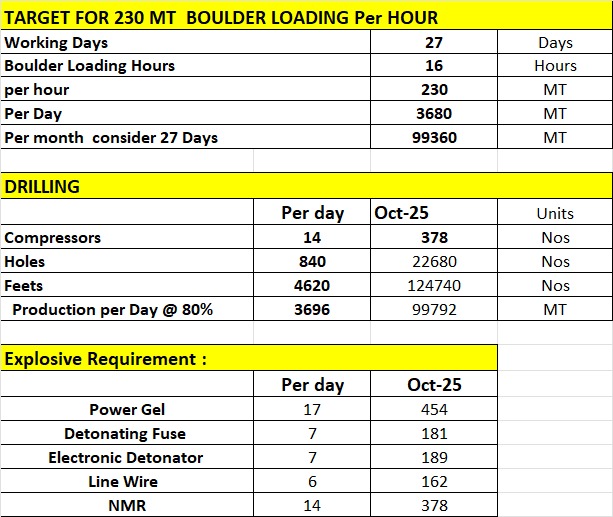 TARGET FOR 230 MT BOULDER LOADING Per HOUR
Working Days 27 Days
Boulder Loading Hours 16 Hours
per hour 230 MT
Per Day 3680 MT
Per month consider 27 Days 99360 MT
DRILLING
Per day Oct-25 Units
Compressors 14 378 Nos
Holes 840 22680 Nos
Feets 4620 124740 Nos
Production per Day @ 80% 3696 99792 MT
Explosive Requirement :
Per day Oct-25
Power Gel 17 454
Detonating Fuse 7 181
Electronic Detonator 7 189
Line Wire 6 162
NMR 14 378